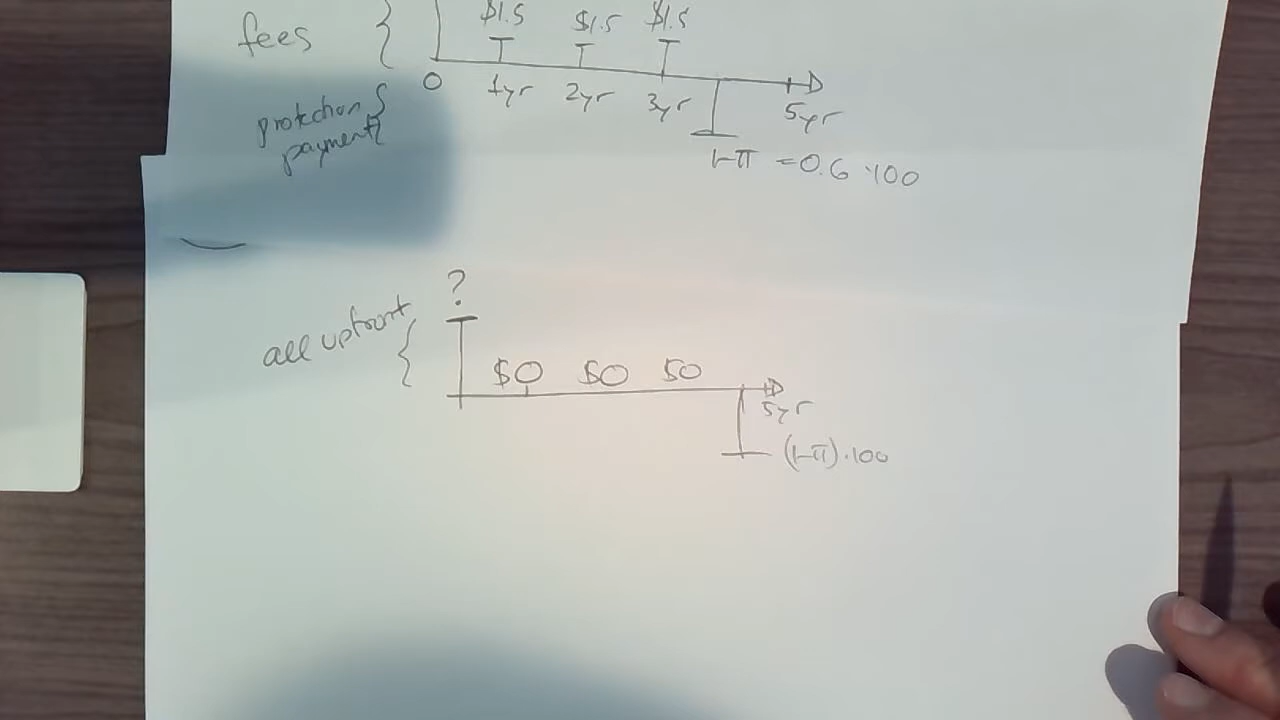 $1.5 $1.5 $1.5
fees
0 1yr 2yr 3yr 5yr
protection
payment
1-π = 0.6 · 100
?
all upfront
$0 $0 $0
5yr
(1-π) · 100